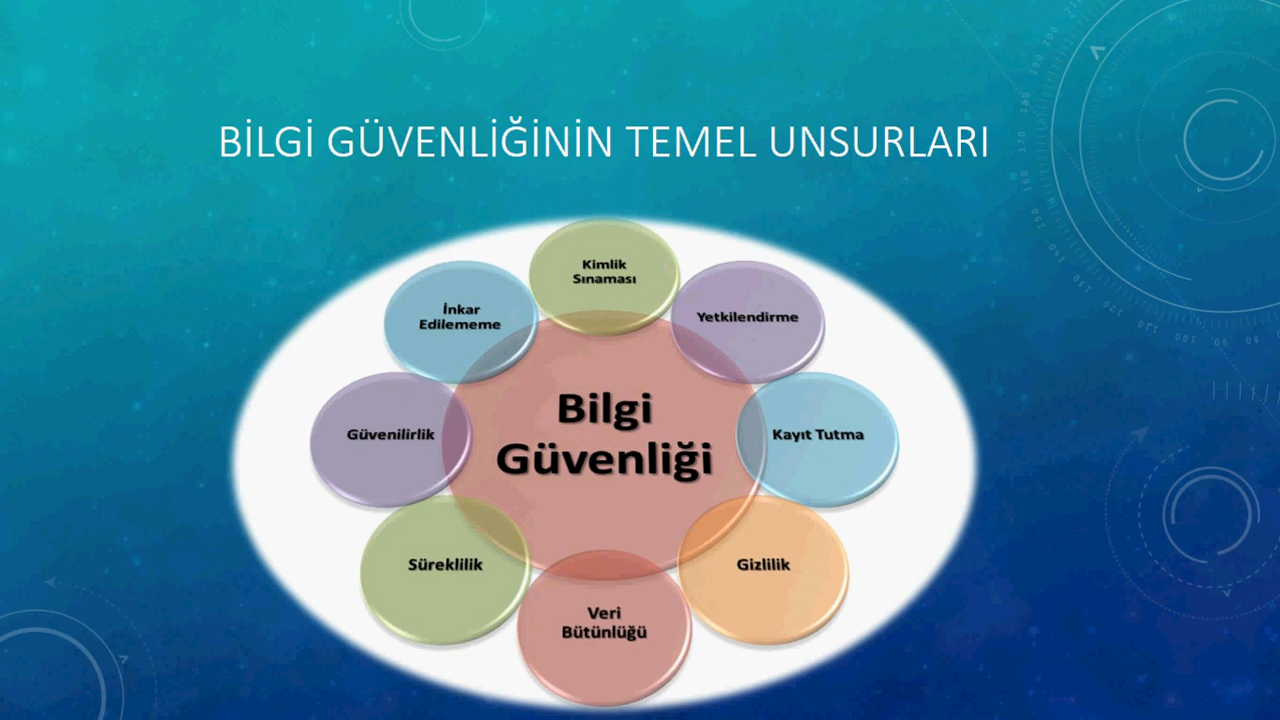 BİLGİ GÜVENLİĞİNİN TEMEL UNSURLARI
Kimlik
Sınaması
İnkar
Edilememe
Yetkilendirme
Bilgi
Güvenliği
Güvenilirlik
Kayıt Tutma
Süreklilik
Gizlilik
Veri
Bütünlüğü